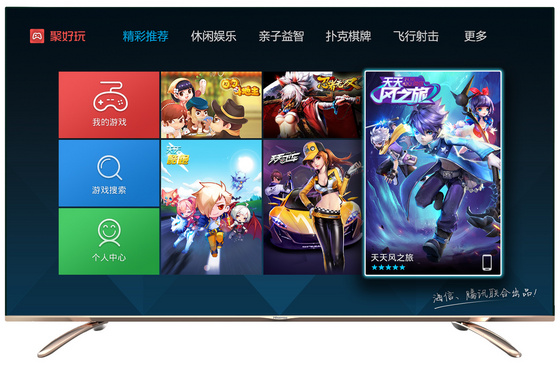 聚好玩
精彩推荐 休闲娱乐 亲子益智 扑克棋牌 飞行射击 更多
我的游戏
游戏搜索
个人中心
天天
风之旅
天天风之旅
海信、腾讯联合出品!